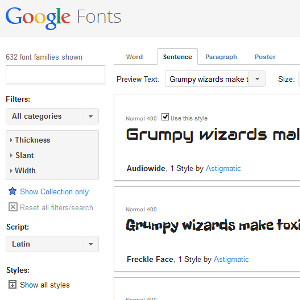 Google Fonts
632 font families shown
Word Sentence Paragraph Poster
Preview Text: Grumpy wizards make t Size:
Filters:
All categories
Thickness
Slant
Width
Show Collection only
Reset all filters/search
Script:
Latin
Styles:
Show all styles
Normal 400 Use this style
Grumpy wizards mal
Audiowide, 1 Style by Astigmatic
Normal 400
Grumpy wizards make toxi
Freckle Face, 1 Style by Astigmatic